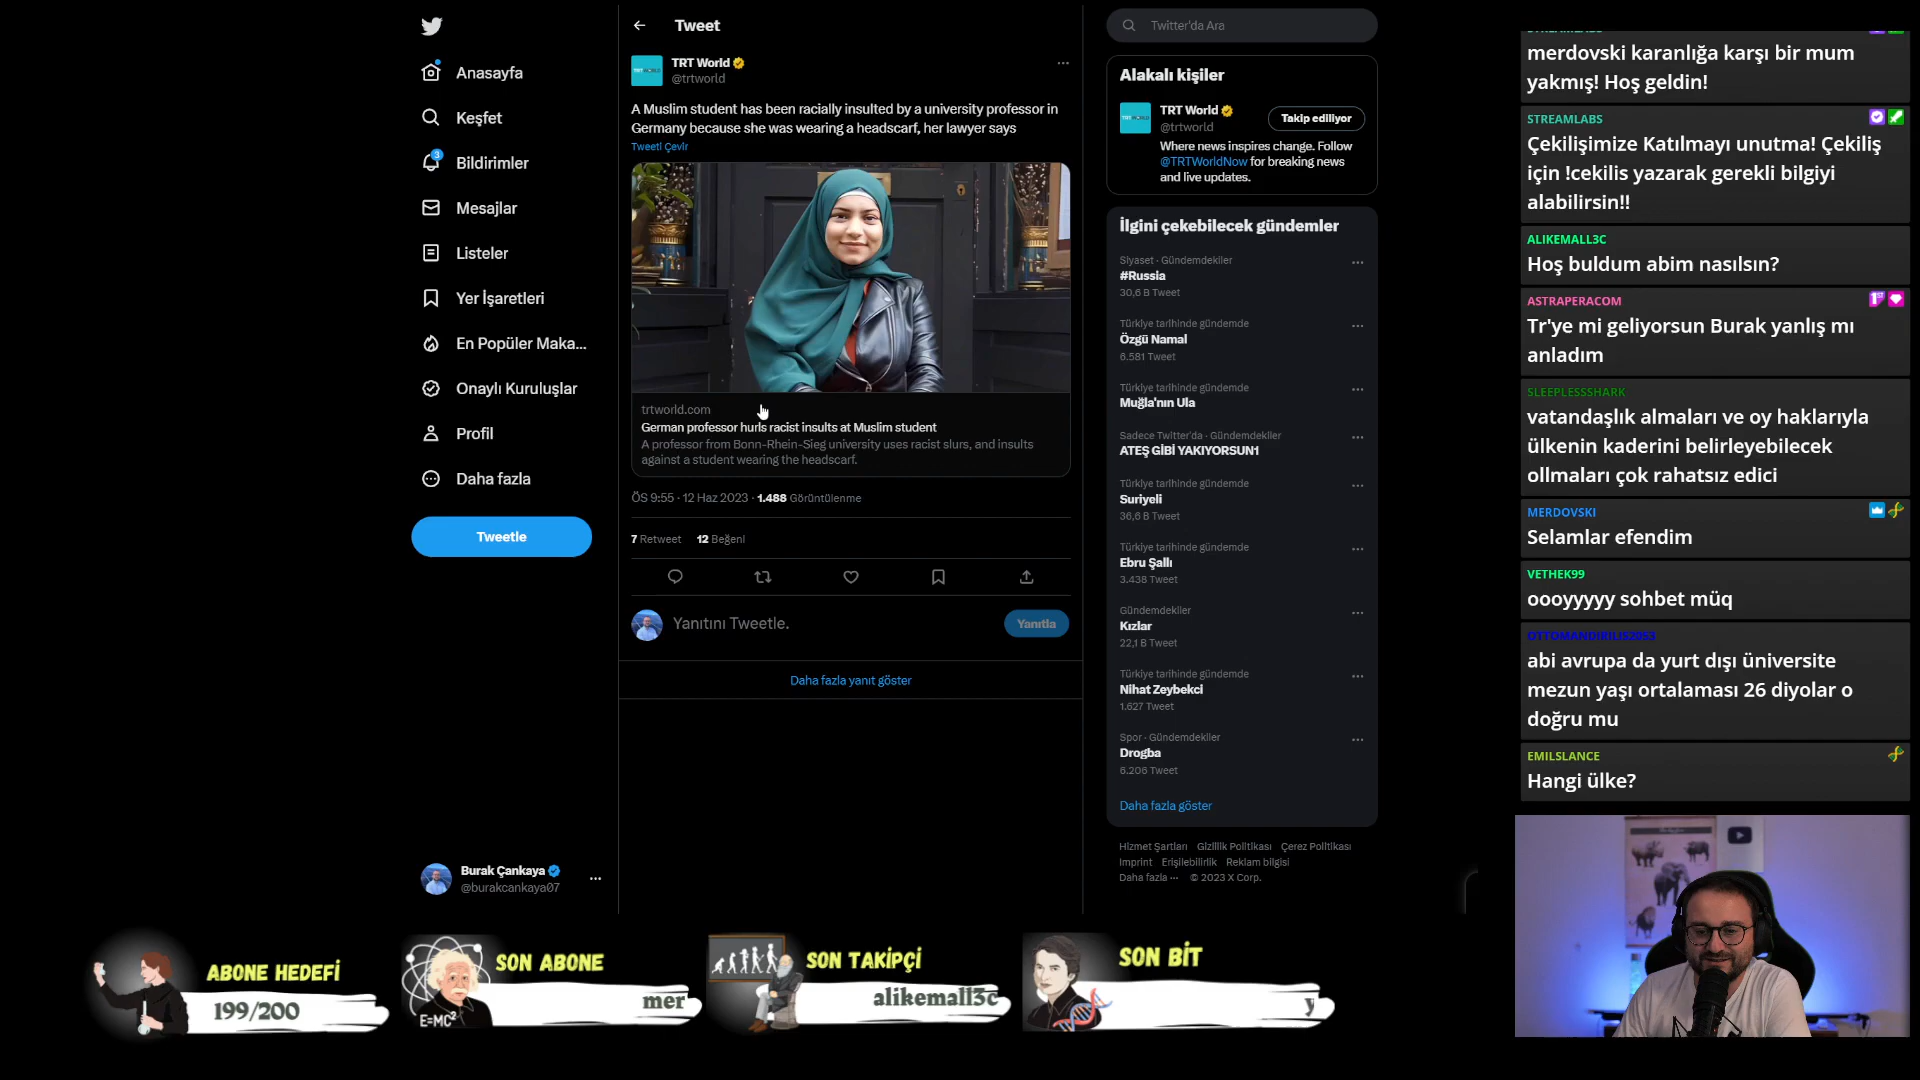 Anasayfa
Keşfet
3
Bildirimler
Mesajlar
Listeler
Yer İşaretleri
En Popüler Maka...
Onaylı Kuruluşlar
Profil
Daha fazla
Tweetle
Burak Çankaya
@burakcankaya07
Tweet
TRT World
@trtworld
A Muslim student has been racially insulted by a university professor in
Germany because she was wearing a headscarf, her lawyer says
Tweeti Çevir
trtworld.com
German professor hurls racist insults at Muslim student
A professor from Bonn-Rhein-Sieg university uses racist slurs, and insults
against a student wearing the headscarf.
ÖS 9:55 · 12 Haz 2023 · 1.488 Görüntülenme
7 Retweet 12 Beğeni
Yanıtını Tweetle.
Yanıtla
Daha fazla yanıt göster
Twitter'da Ara
Alakalı kişiler
TRT World
@trtworld
Takip ediliyor
Where news inspires change. Follow
@TRTWorldNow for breaking news
and live updates.
İlgini çekebilecek gündemler
Siyaset · Gündemdekiler
#Russia
30,6 B Tweet
Türkiye tarihinde gündemde
Özgü Namal
6.581 Tweet
Türkiye tarihinde gündemde
Muğla'nın Ula
Sadece Twitter'da · Gündemdekiler
ATEŞ GİBİ YAKIYORSUN1
Türkiye tarihinde gündemde
Suriyeli
36,6 B Tweet
Türkiye tarihinde gündemde
Ebru Şallı
3.438 Tweet
Gündemdekiler
Kızlar
22,1 B Tweet
Türkiye tarihinde gündemde
Nihat Zeybekci
1.627 Tweet
Spor · Gündemdekiler
Drogba
6.206 Tweet
Daha fazla göster
Hizmet Şartları Gizlilik Politikası Çerez Politikası
Imprint Erişilebilirlik Reklam bilgisi
Daha fazla ··· © 2023 X Corp.
STREAMLABS
merdovski karanlığa karşı bir mum
yakmış! Hoş geldin!
STREAMLABS
Çekilişimize Katılmayı unutma! Çekiliş
için !cekilis yazarak gerekli bilgiyi
alabilirsin!!
ALIKEMALL3C
Hoş buldum abim nasılsın?
ASTRAPERACOM
Tr'ye mi geliyorsun Burak yanlış mı
anladım
SLEEPLESSSHARK
vatandaşlık almaları ve oy haklarıyla
ülkenin kaderini belirleyebilecek
ollmaları çok rahatsız edici
MERDOVSKI
Selamlar efendim
VETHEK99
oooyyyyy sohbet müq
OTTOMANDIRILIS2053
abi avrupa da yurt dışı üniversite
mezun yaşı ortalaması 26 diyolar o
doğru mu
EMILSLANCE
Hangi ülke?
ABONE HEDEFİ
199/200
E=MC²
SON ABONE
mer
SON TAKİPÇİ
alikemall3c
SON BİT
y